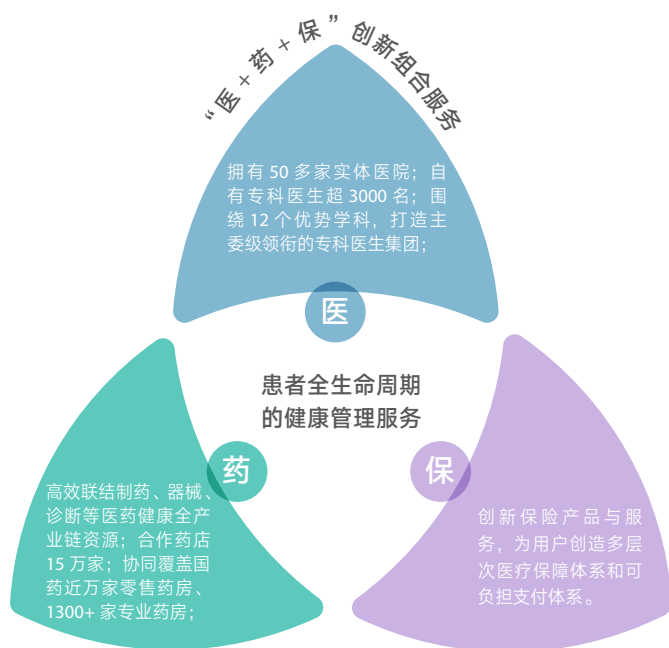 “医+药+保”创新组合服务
拥有 50 多家实体医院；自
有专科医生超 3000 名；围
绕 12 个优势学科，打造主
委级领衔的专科医生集团；
医
患者全生命周期
的健康管理服务
药
高效联结制药、器械、
诊断等医药健康全产
业链资源；合作药店
15 万家；协同覆盖国
药近万家零售药房、
1300+ 家专业药房；
保
创新保险产品与服
务，为用户创造多层
次医疗保障体系和可
负担支付体系。